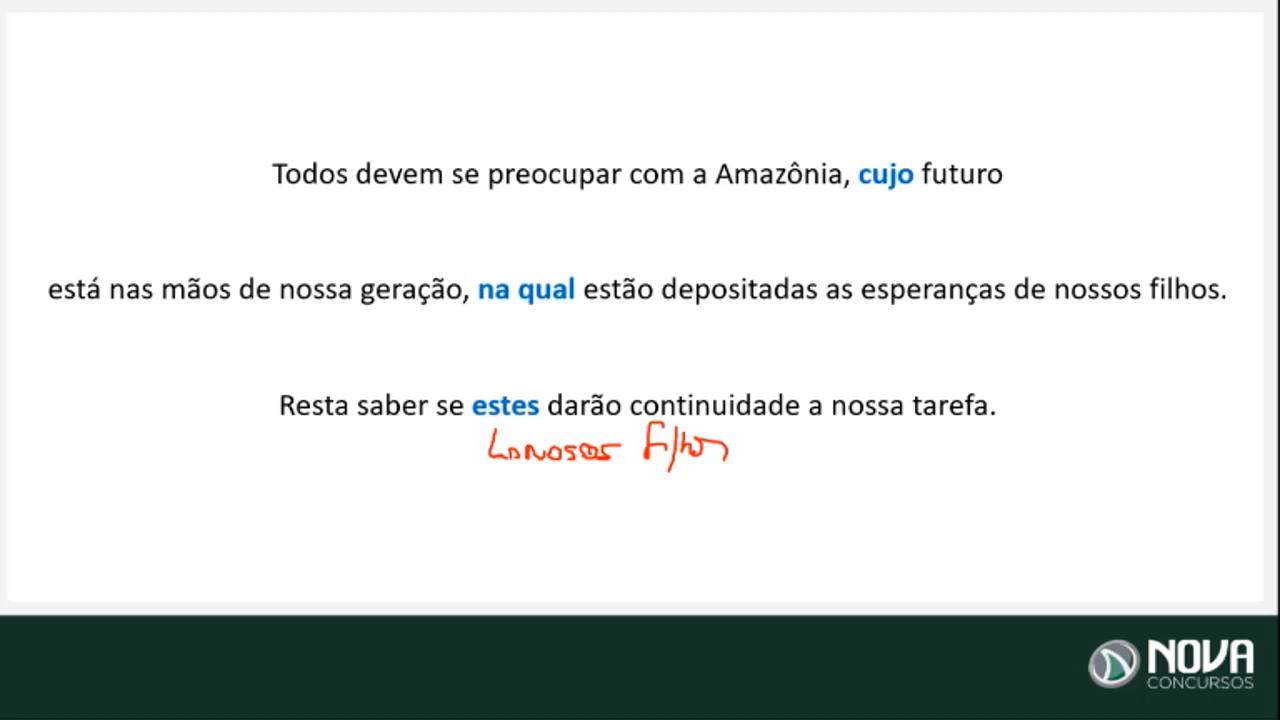 Todos devem se preocupar com a Amazônia, cujo futuro
está nas mãos de nossa geração, na qual estão depositadas as esperanças de nossos filhos.
Resta saber se estes darão continuidade a nossa tarefa.
Filhos
NOVA
CONCURSOS